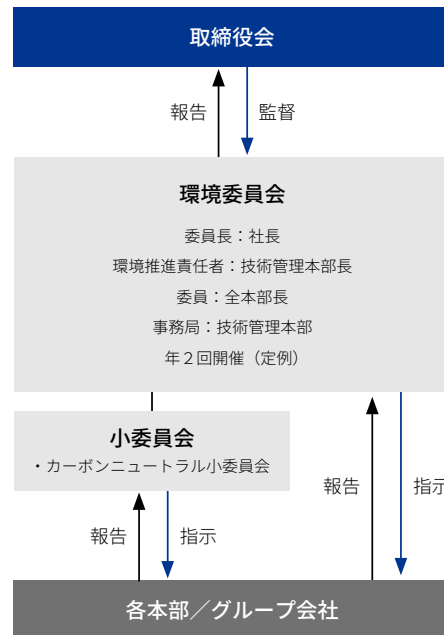 取締役会
報告
監督
環境委員会
委員長：社長
環境推進責任者：技術管理本部長
委員：全本部長
事務局：技術管理本部
年２回開催（定例）
小委員会
・カーボンニュートラル小委員会
報告
指示
報告
指示
各本部／グループ会社